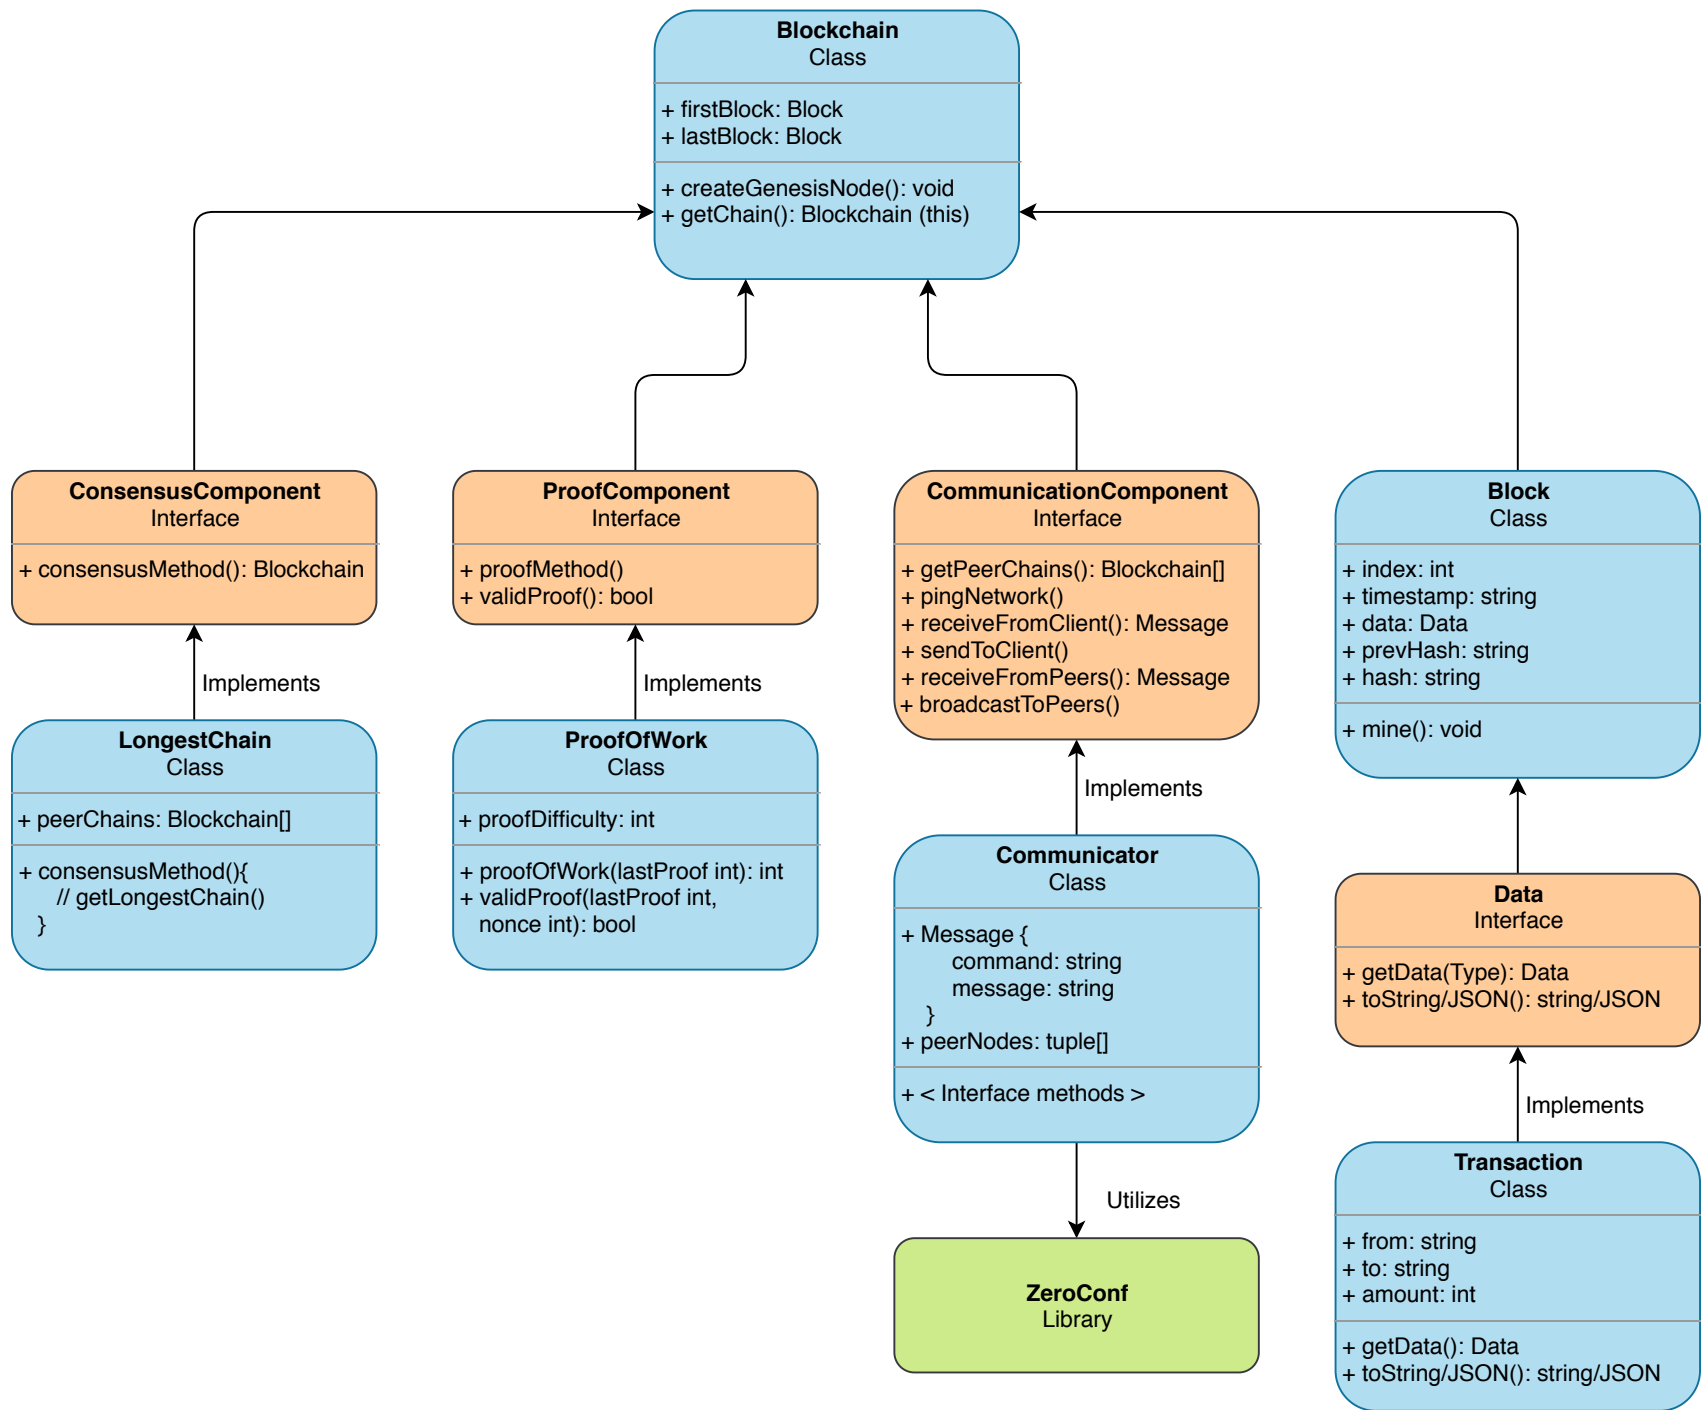 Blockchain
Class
+ firstBlock: Block
+ lastBlock: Block
+ createGenesisNode(): void
+ getChain(): Blockchain (this)
ConsensusComponent
Interface
+ consensusMethod(): Blockchain
Implements
LongestChain
Class
+ peerChains: Blockchain[]
+ consensusMethod(){
// getLongestChain()
}
ProofComponent
Interface
+ proofMethod()
+ validProof(): bool
Implements
ProofOfWork
Class
+ proofDifficulty: int
+ proofOfWork(lastProof int): int
+ validProof(lastProof int,
nonce int): bool
CommunicationComponent
Interface
+ getPeerChains(): Blockchain[]
+ pingNetwork()
+ receiveFromClient(): Message
+ sendToClient()
+ receiveFromPeers(): Message
+ broadcastToPeers()
Implements
Communicator
Class
+ Message {
command: string
message: string
}
+ peerNodes: tuple[]
+ < Interface methods >
Utilizes
ZeroConf
Library
Block
Class
+ index: int
+ timestamp: string
+ data: Data
+ prevHash: string
+ hash: string
+ mine(): void
Data
Interface
+ getData(Type): Data
+ toString/JSON(): string/JSON
Implements
Transaction
Class
+ from: string
+ to: string
+ amount: int
+ getData(): Data
+ toString/JSON(): string/JSON